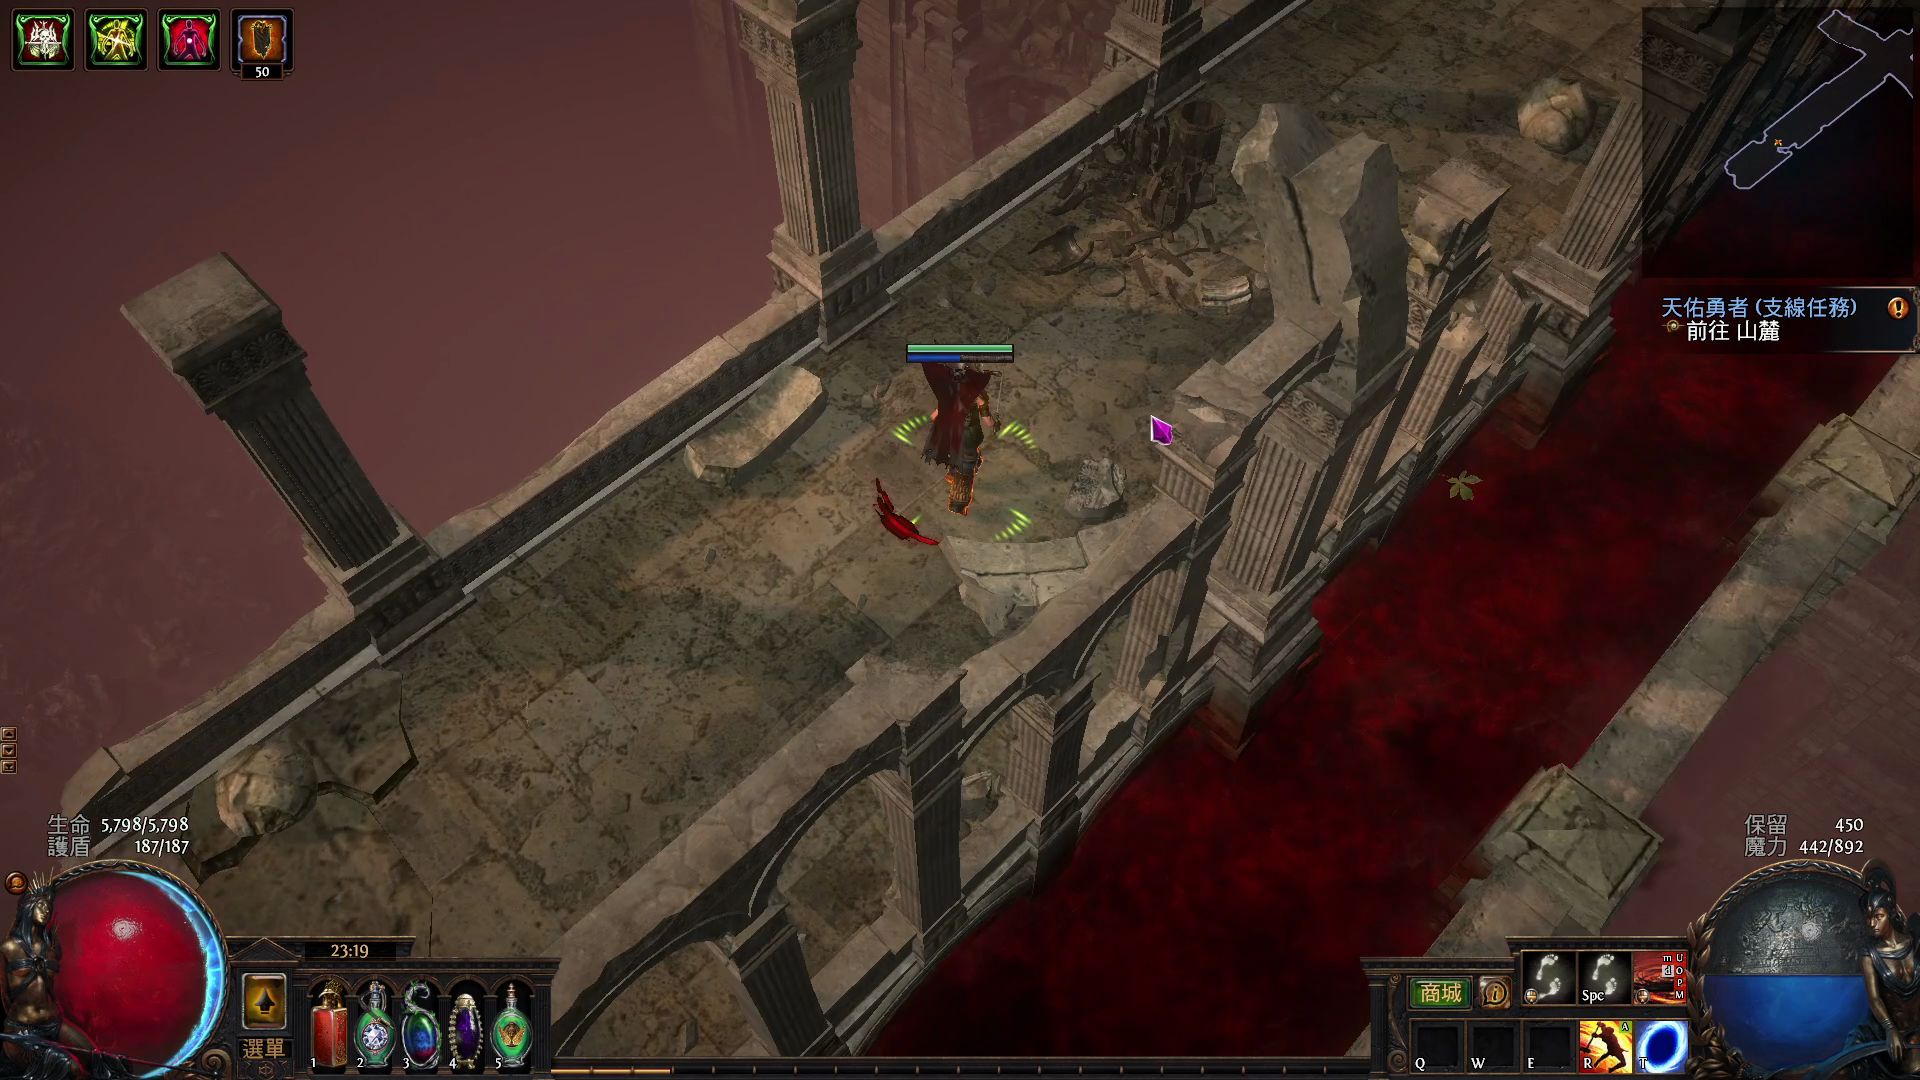 50
天佑勇者 (支線任務)
前往 山麓
生命 5,798/5,798
護盾 187/187
保留 450
魔力 442/892
23:19
選單
1 2 3 4 5
商城
Spc
m U
d O
P
M
Q W E R A T